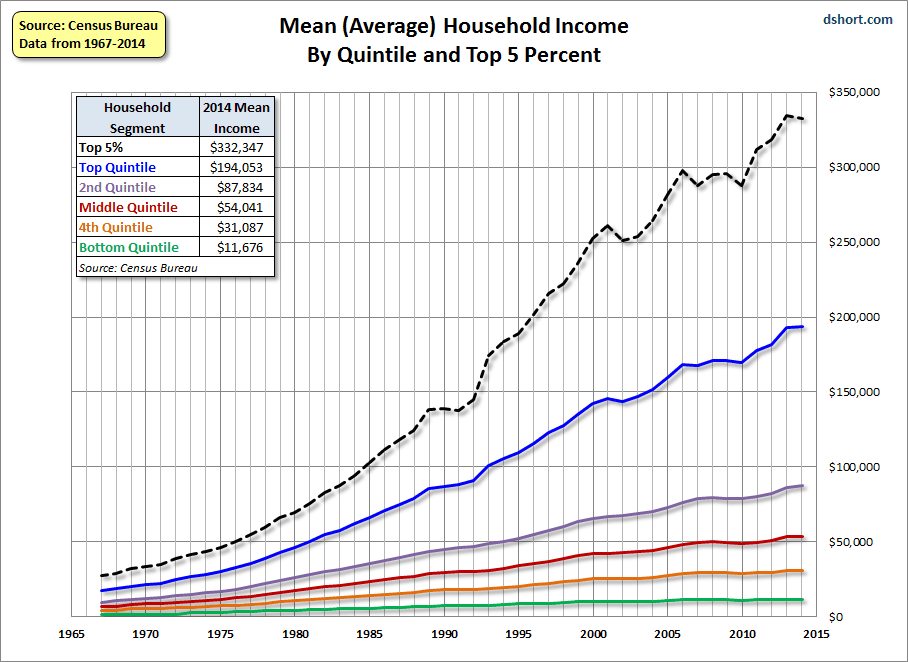 Source: Census Bureau
Data from 1967-2014
Mean (Average) Household Income
By Quintile and Top 5 Percent
dshort.com
Household Segment 2014 Mean Income
Top 5% $332,347
Top Quintile $194,053
2nd Quintile $87,834
Middle Quintile $54,041
4th Quintile $31,087
Bottom Quintile $11,676
Source: Census Bureau
$350,000
$300,000
$250,000
$200,000
$150,000
$100,000
$50,000
$0
1965 1970 1975 1980 1985 1990 1995 2000 2005 2010 2015